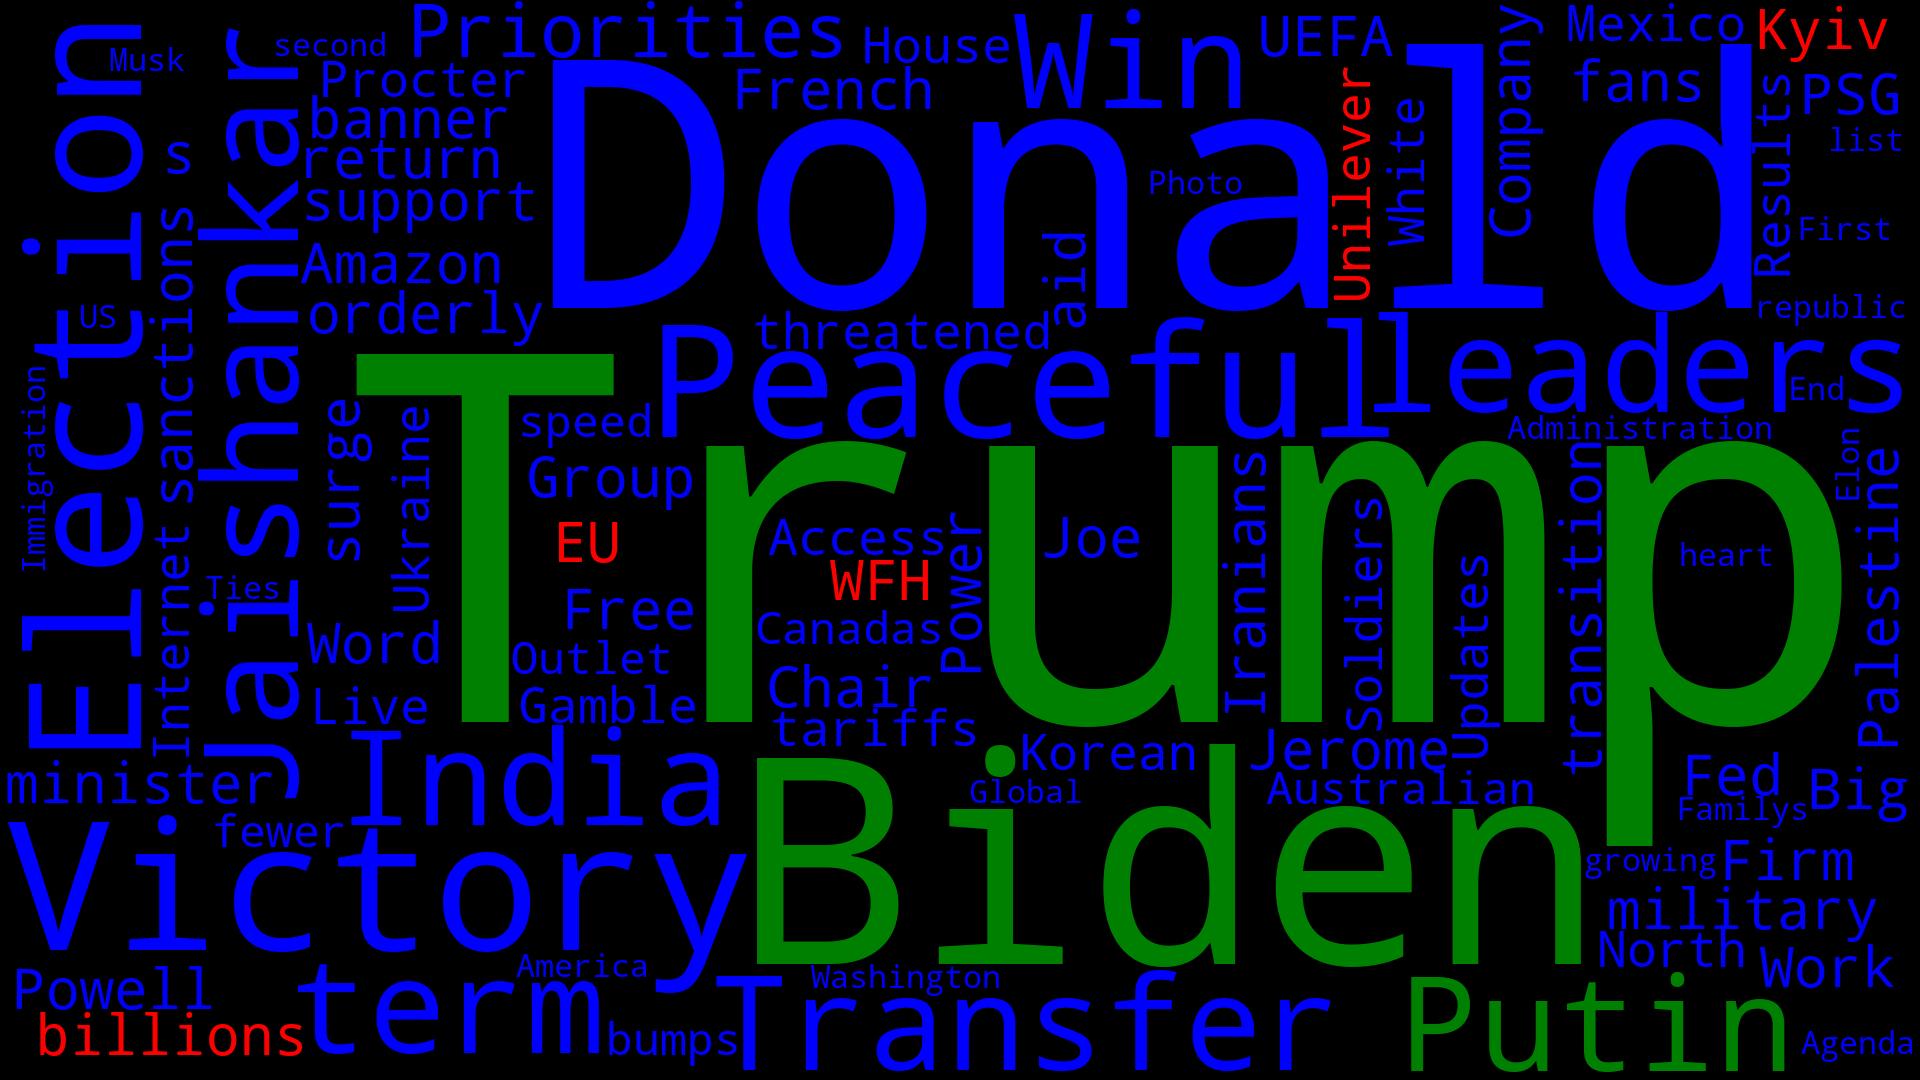 Election
Musk
s
sanctions
US
Immigration
Internet
Jaishankar
Ties
second
Priorities
Procter
banner
return
support
Amazon
orderly
French
House
Win
UEFA
Mexico
Kyiv
fans
PSG
list
Results
First
republic
Company
White
Unilever
Photo
Donald
aid
threatened
Peaceful
leaders
End
Administration
Elon
Palestine
surge
Ukraine
speed
Group
EU
Free
Outlet
Gamble
Word
Live
Trump
Access
WFH
Canadas
Chair
tariffs
Power
Joe
Iranians
Soldiers
Updates
transition
heart
minister
India
fewer
Victory
Korean
Global
Jerome
Australian
Biden
Fed
Familys
Big
growing
Firm
military
North
Work
Powell
billions
term
America
bumps
Washington
Transfer
Putin
Agenda